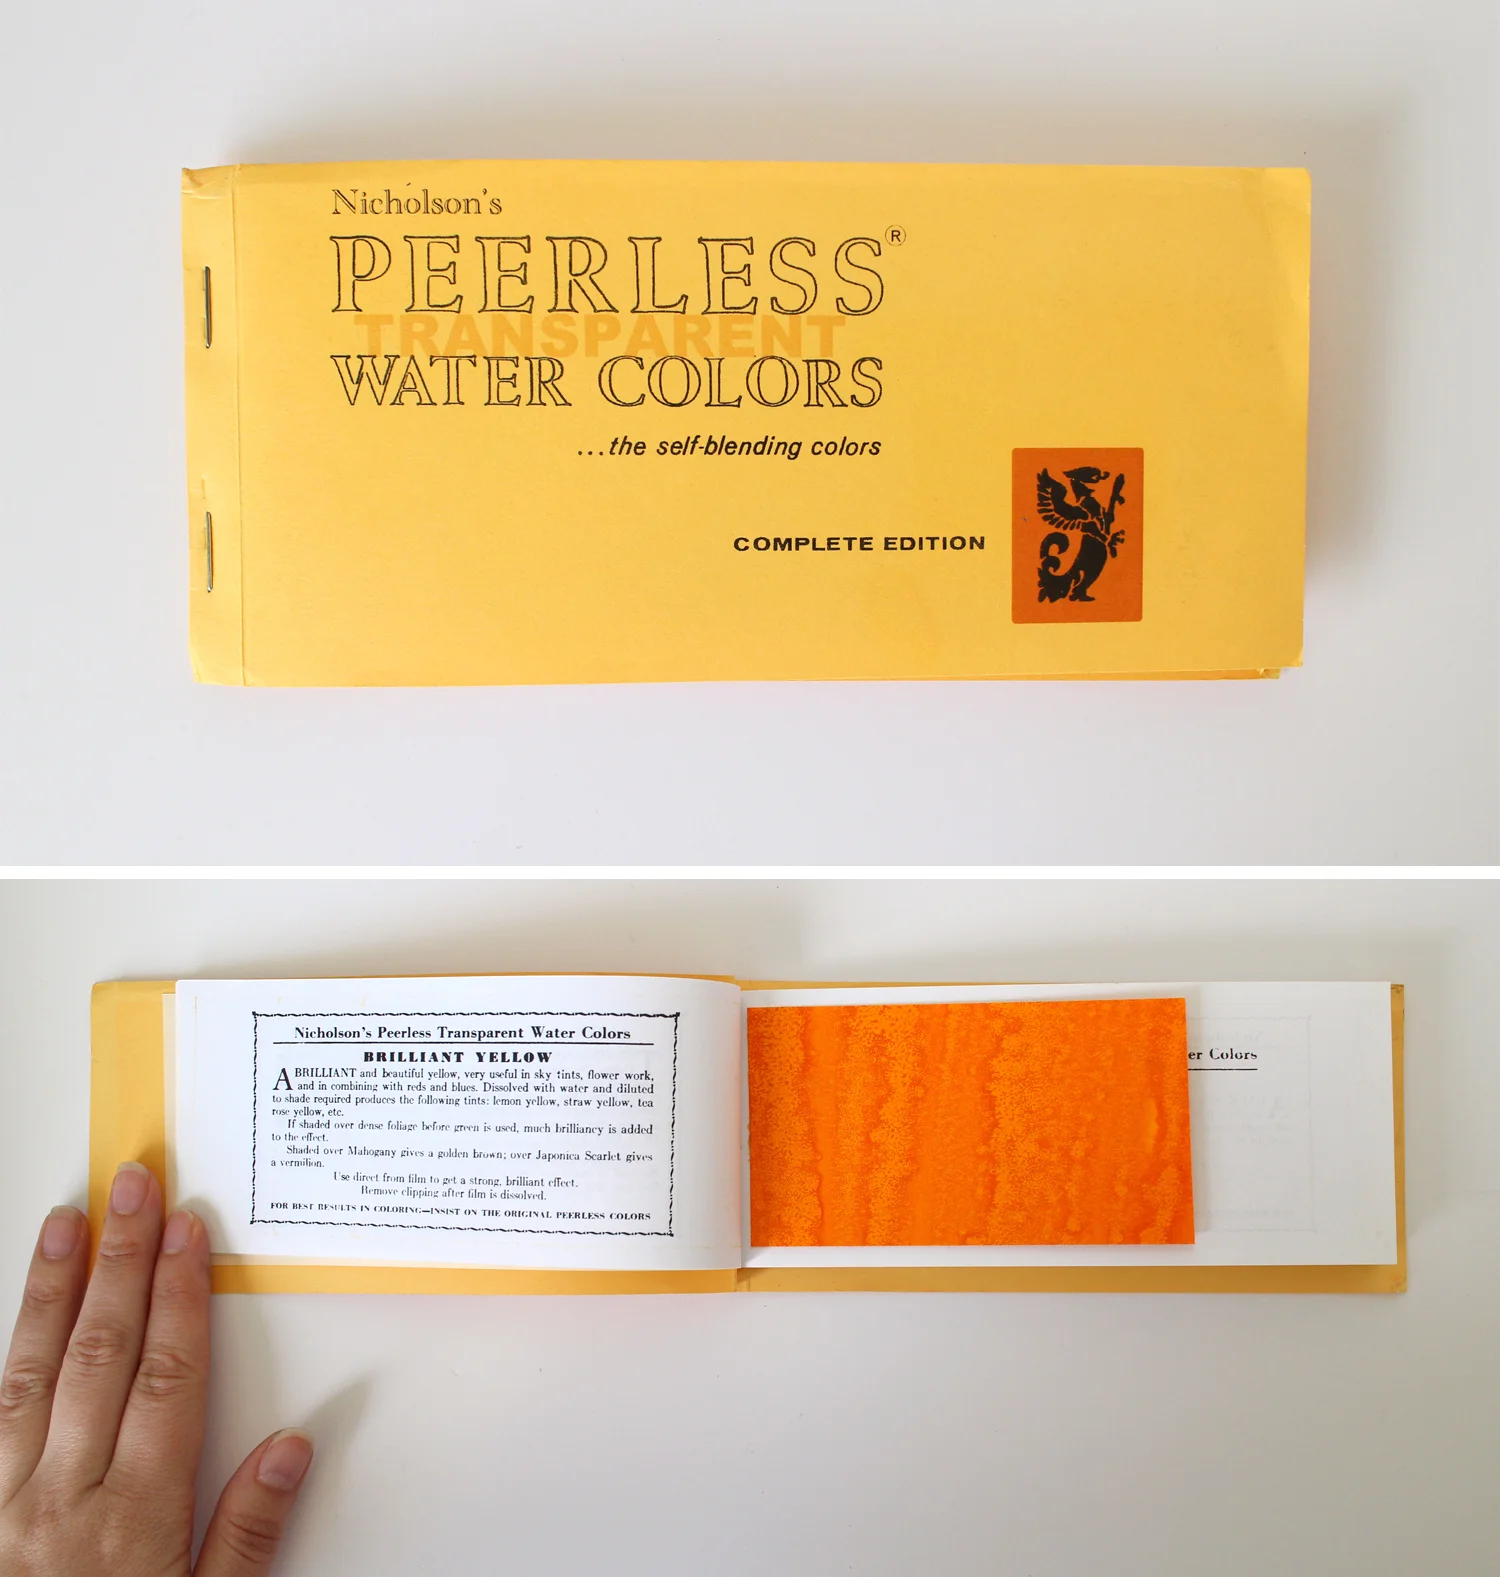 Nicholson's
PEERLESS®
TRANSPARENT
WATER COLORS
...the self-blending colors
COMPLETE EDITION
Nicholson's Peerless Transparent Water Colors
BRILLIANT YELLOW
A BRILLIANT and beautiful yellow, very useful in sky tints, flower work,
and in combining with reds and blues. Dissolved with water and diluted
to shade required produces the following tints: lemon yellow, straw yellow, tea
rose yellow, etc.
If shaded over dense foliage before green is used, much brilliancy is added
to the effect.
Shaded over Mahogany gives a golden brown; over Japonica Scarlet gives
a vermilion.
Use direct from film to get a strong, brilliant effect.
Remove clipping after film is dissolved.
FOR BEST RESULTS IN COLORING—INSIST ON THE ORIGINAL PEERLESS COLORS
er Colors